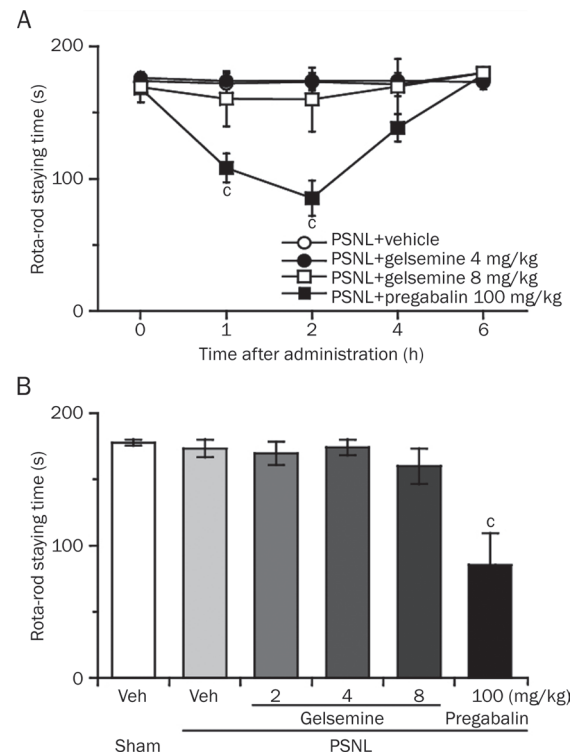 A
200
100
0
Rota-rod staying time (s)
c
c
PSNL+vehicle
PSNL+gelsemine 4 mg/kg
PSNL+gelsemine 8 mg/kg
PSNL+pregabalin 100 mg/kg
0 1 2 4 6
Time after administration (h)
B
200
100
0
Rota-rod staying time (s)
c
Veh Veh 2 4 8 100 (mg/kg)
Gelsemine Pregabalin
Sham PSNL